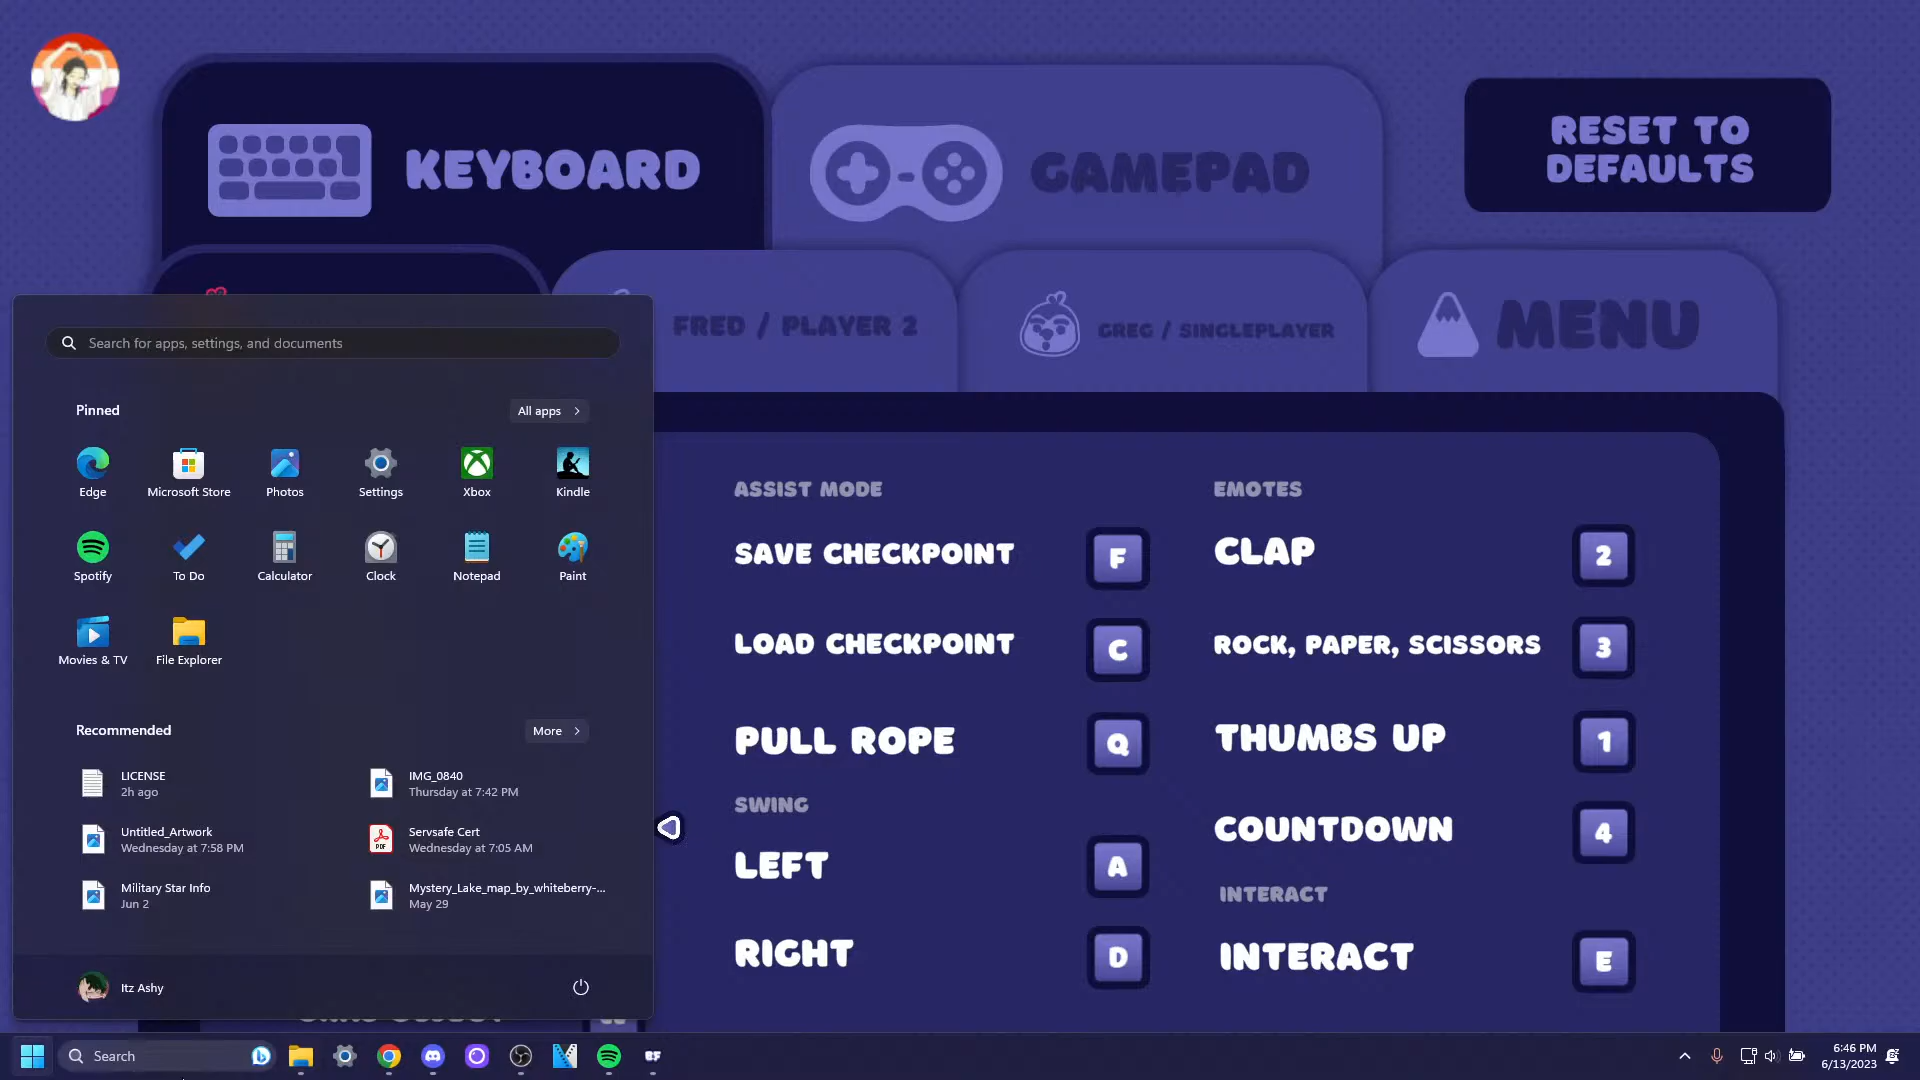 KEYBOARD
GAMEPAD
RESET TO
DEFAULTS
FRED / PLAYER 2
GREG / SINGLEPLAYER
MENU
Search for apps, settings, and documents
Pinned
All apps
Edge
Microsoft Store
Photos
Settings
Xbox
Kindle
Spotify
To Do
Calculator
Clock
Notepad
Paint
Movies & TV
File Explorer
Recommended
More
LICENSE
2h ago
IMG_0840
Thursday at 7:42 PM
Untitled_Artwork
Wednesday at 7:58 PM
PDF
Servsafe Cert
Wednesday at 7:05 AM
Military Star Info
Jun 2
Mystery_Lake_map_by_whiteberry-...
May 29
Itz Ashy
ASSIST MODE
SAVE CHECKPOINT F
LOAD CHECKPOINT C
PULL ROPE Q
SWING
LEFT A
RIGHT D
EMOTES
CLAP 2
ROCK, PAPER, SCISSORS 3
THUMBS UP 1
COUNTDOWN 4
INTERACT
INTERACT E
Search
BF
6:46 PM
6/13/2023